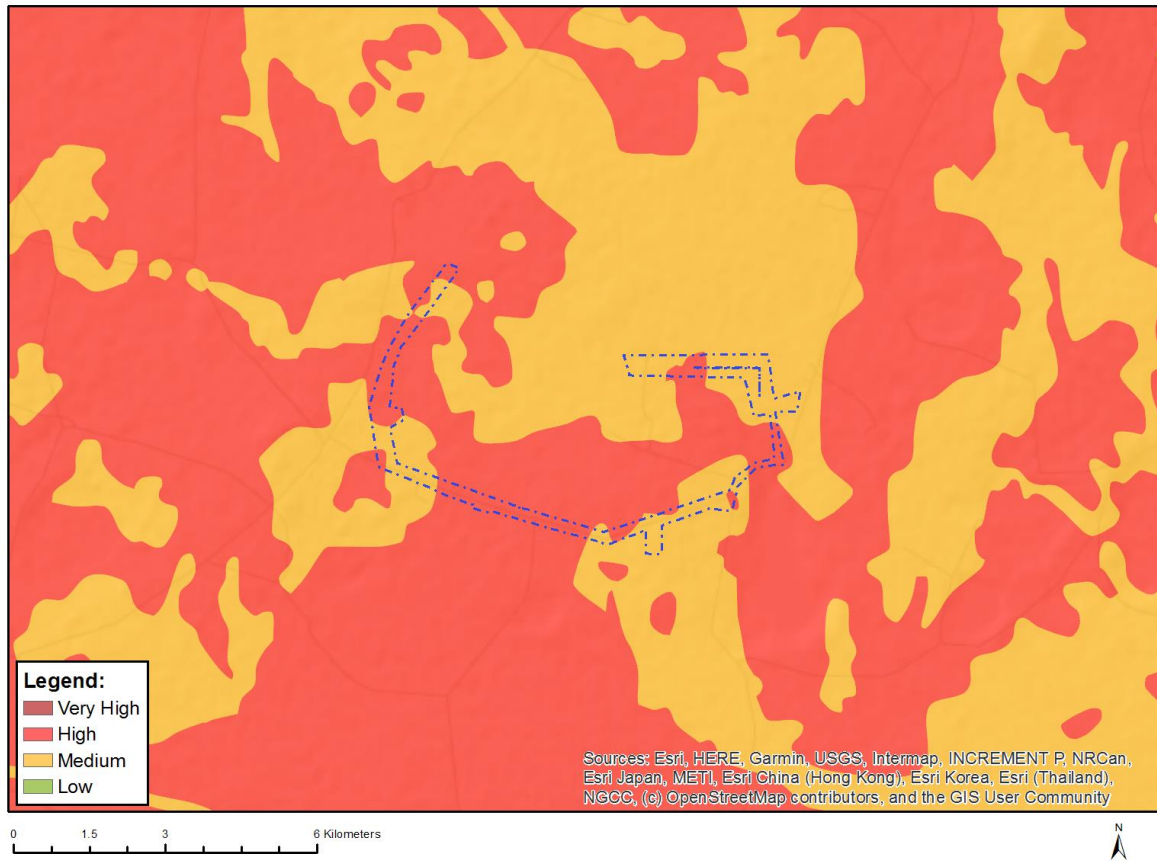 Legend:
Very High
High
Medium
Low
Sources: Esri, HERE, Garmin, USGS, Intermap, INCREMENT P, NRCan,
Esri Japan, METI, Esri China (Hong Kong), Esri Korea, Esri (Thailand),
NGCC, (c) OpenStreetMap contributors, and the GIS User Community
0 1.5 3 6 Kilometers
N